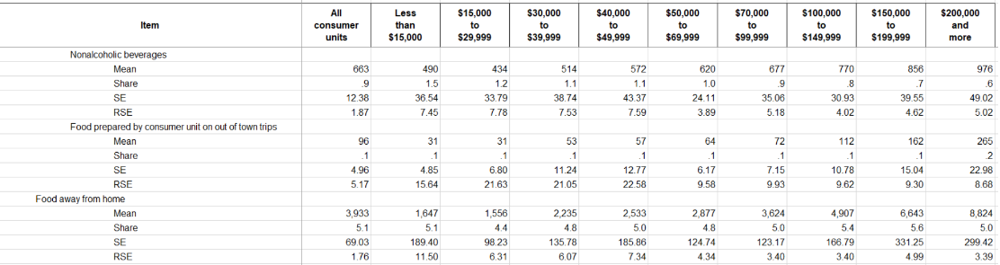 Item All consumer units Less than $15,000 $15,000 to $29,999 $30,000 to $39,999 $40,000 to $49,999 $50,000 to $69,999 $70,000 to $99,999 $100,000 to $149,999 $150,000 to $199,999 $200,000 and more
Nonalcoholic beverages
Mean 663 490 434 514 572 620 677 770 856 976
Share .9 1.5 1.2 1.1 1.1 1.0 .9 .8 .7 .6
SE 12.38 36.54 33.79 38.74 43.37 24.11 35.06 30.93 39.55 49.02
RSE 1.87 7.45 7.78 7.53 7.59 3.89 5.18 4.02 4.62 5.02
Food prepared by consumer unit on out of town trips
Mean 96 31 31 53 57 64 72 112 162 265
Share .1 .1 .1 .1 .1 .1 .1 .1 .1 .2
SE 4.96 4.85 6.80 11.24 12.77 6.17 7.15 10.78 15.04 22.98
RSE 5.17 15.64 21.63 21.05 22.58 9.58 9.93 9.62 9.30 8.68
Food away from home
Mean 3,933 1,647 1,556 2,235 2,533 2,877 3,624 4,907 6,643 8,824
Share 5.1 5.1 4.4 4.8 5.0 4.8 5.0 5.4 5.6 5.0
SE 69.03 189.40 98.23 135.78 185.86 124.74 123.17 166.79 331.25 299.42
RSE 1.76 11.50 6.31 6.07 7.34 4.34 3.40 3.40 4.99 3.39